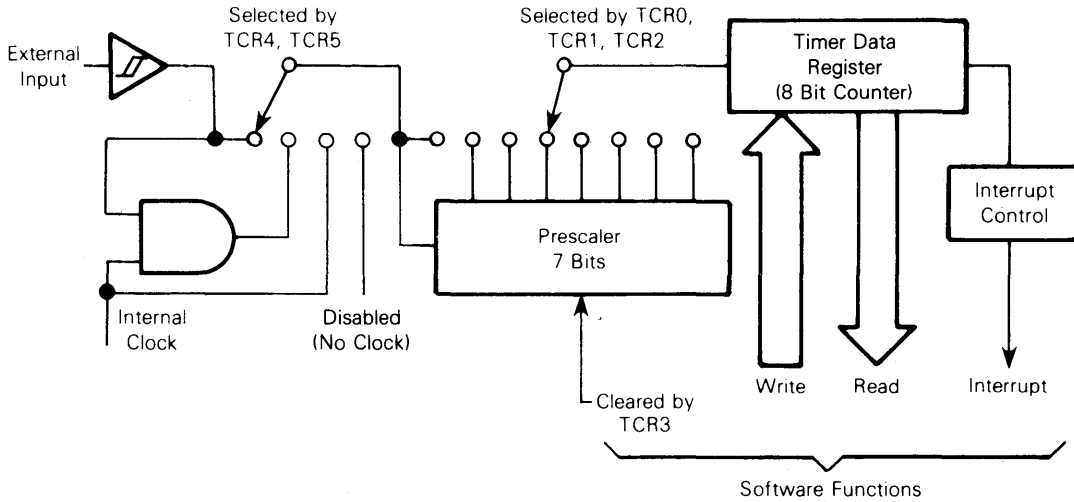 Selected by
TCR4, TCR5
Selected by TCR0,
TCR1, TCR2
Timer Data
Register
(8 Bit Counter)
External
Input
Interrupt
Control
Prescaler
7 Bits
Internal
Clock
Disabled
(No Clock)
Write
Read
Interrupt
Cleared by
TCR3
Software Functions